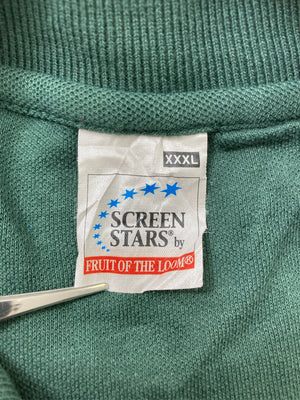 XXXL
SCREEN
STARS® by
FRUIT OF THE LOOM®